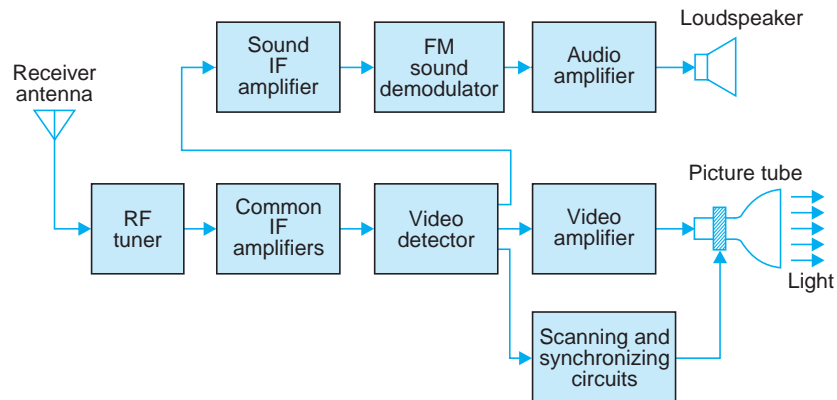 Loudspeaker
Sound
IF
amplifier
FM
sound
demodulator
Audio
amplifier
Receiver
antenna
Picture tube
RF
tuner
Common
IF
amplifiers
Video
detector
Video
amplifier
Light
Scanning and
synchronizing
circuits